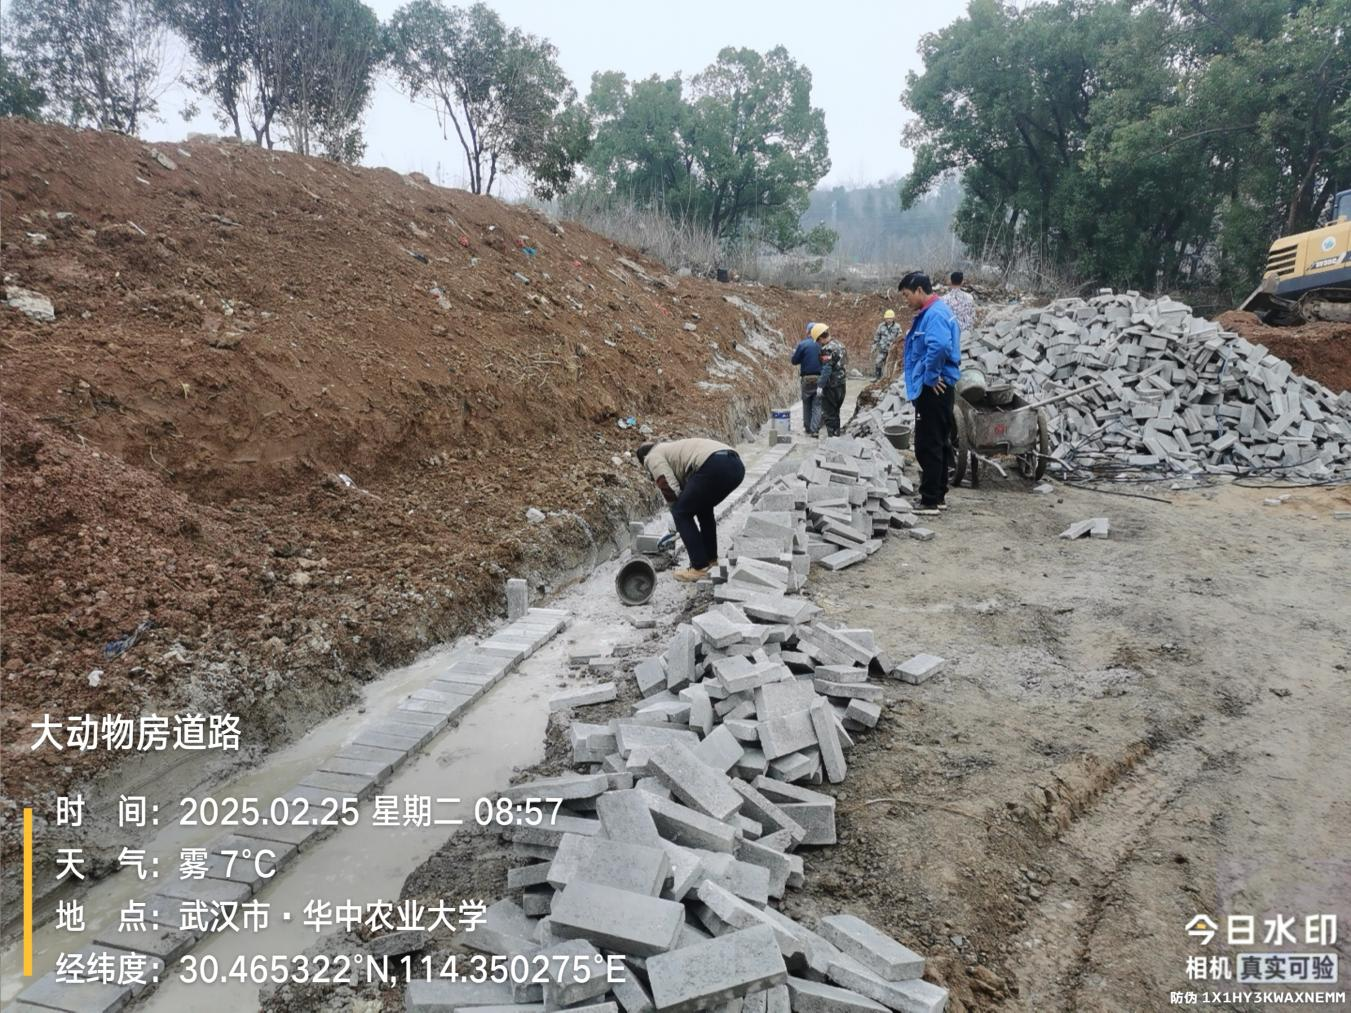 大动物房道路
时 间：2025.02.25 星期二 08:57
天 气：雾 7°C
地 点：武汉市·华中农业大学
经纬度：30.465322°N,114.350275°E
今日水印
相机 真实可验
防伪 1X1HY3KWAXNEMM